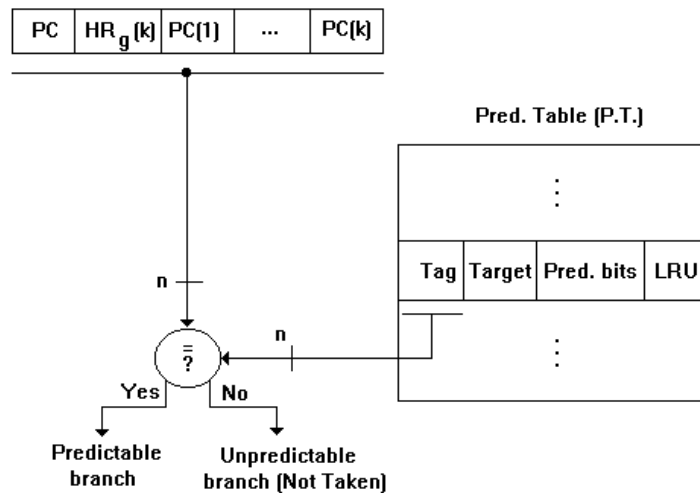 PC HR g (k) PC(1) ... PC(k)
Pred. Table (P.T.)
⋮
Tag Target Pred. bits LRU
n
n
= ?
⋮
Yes No
Predictable
branch
Unpredictable
branch (Not Taken)